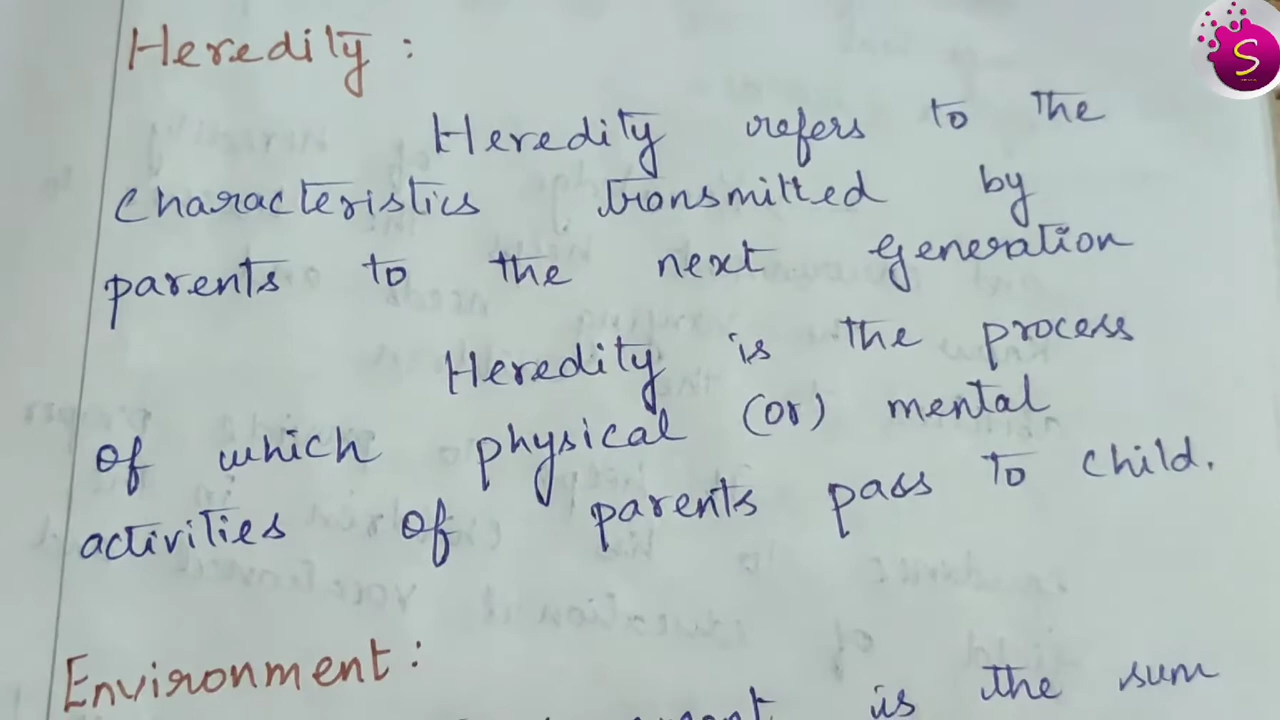 Heredity :
Heredity refers to the
characteristics transmitted by
parents to the next generation
Heredity is the process
of which physical (or) mental
activities of parents pass to child.
Environment :
is the sum
S